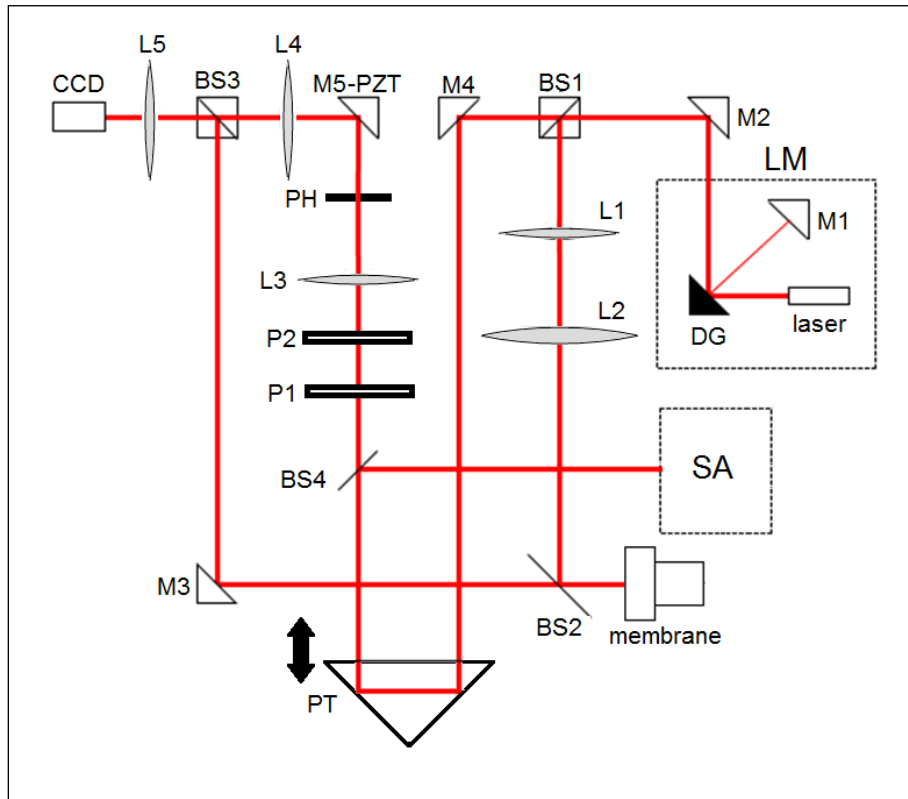 L5
L4
CCD
BS3
M5-PZT
M4
BS1
M2
LM
PH
L1
M1
L3
L2
DG
laser
P2
P1
SA
BS4
M3
BS2
membrane
PT